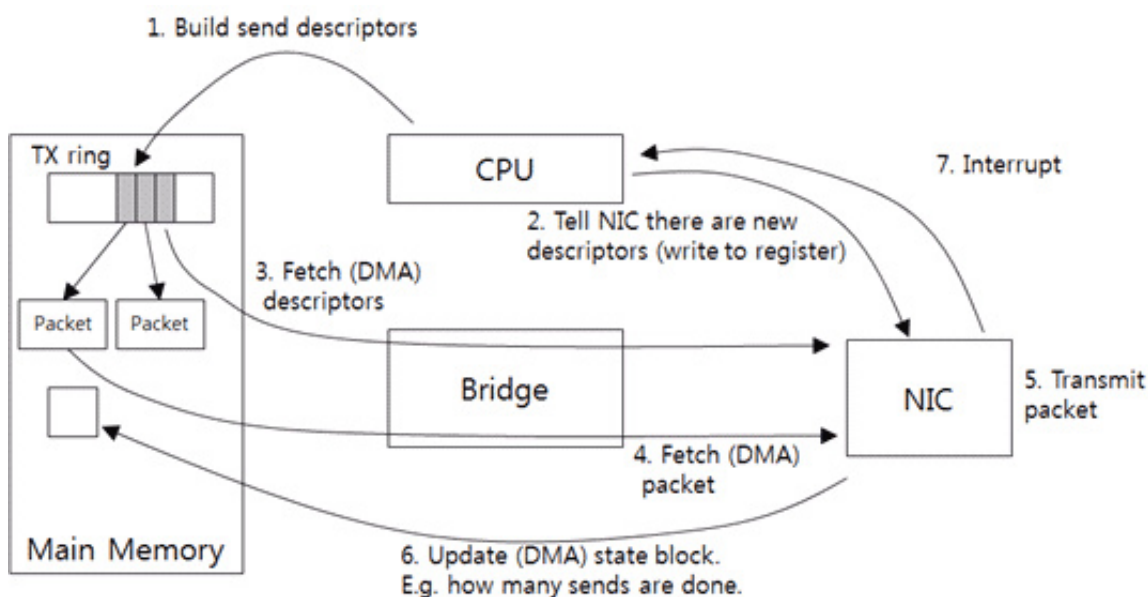 1. Build send descriptors
TX ring
CPU
7. Interrupt
2. Tell NIC there are new
descriptors (write to register)
3. Fetch (DMA)
descriptors
Packet
Packet
Bridge
NIC
5. Transmit
packet
4. Fetch (DMA)
packet
Main Memory
6. Update (DMA) state block.
E.g. how many sends are done.